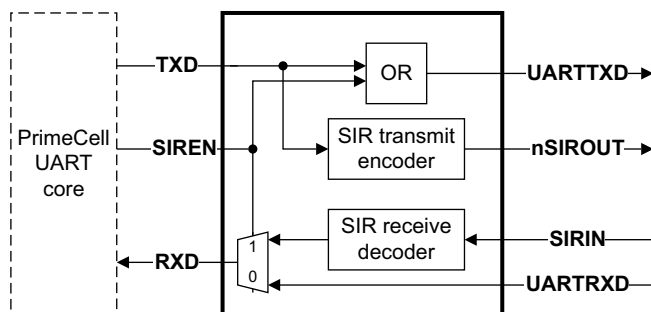 TXD
OR
UARTTXD
PrimeCell
UART
core
SIREN
SIR transmit
encoder
nSIROUT
SIR receive
decoder
SIRIN
1
0
RXD
UARTRXD